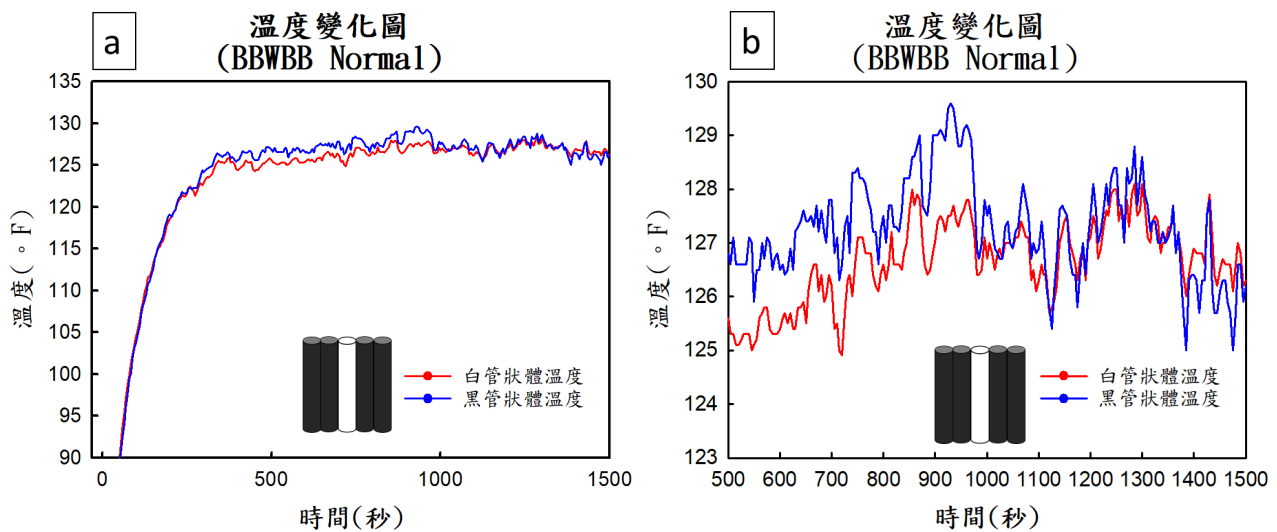 a
溫度變化圖
(BBWBB Normal)
135
130
125
120
115
110
105
100
95
90
溫度(∘F)
0
500
1000
1500
時間(秒)
白管狀體溫度
黑管狀體溫度
b
溫度變化圖
(BBWBB Normal)
130
129
128
127
126
125
124
123
溫度(∘F)
500
600
700
800
900
1000
1100
1200
1300
1400
1500
時間(秒)
白管狀體溫度
黑管狀體溫度